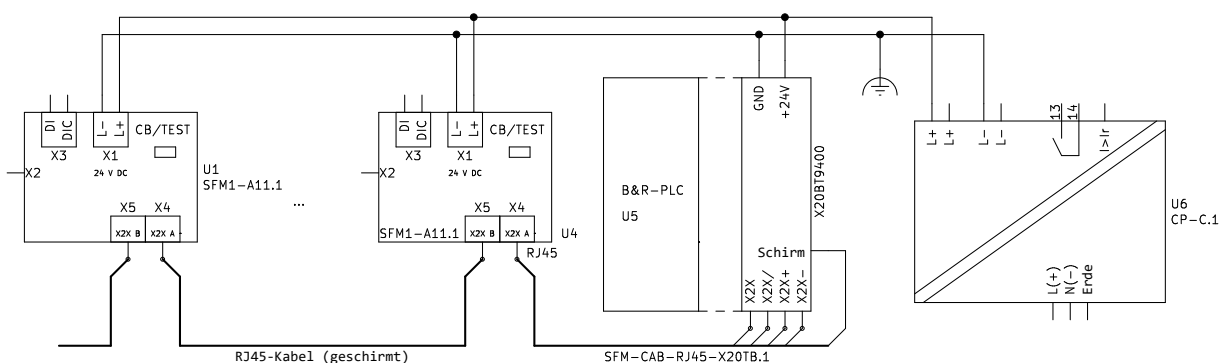 DI
DIC
L-
L+
CB/TEST
X3
X1
24 V DC
X2
U1
SFM1-A11.1
X5
X4
X2X B
X2X A
...
DI
DIC
L-
L+
CB/TEST
X3
X1
24 V DC
X2
X5
X4
SFM1-A11.1
X2X B
X2X A
U4
RJ45
B&R-PLC
U5
GND
+24V
X20BT9400
Schirm
X2X
X2X/
X2X+
X2X-
L+
L+
L-
L-
13
14
I>Ir
U6
CP-C.1
L(+)
N(-)
Erde
RJ45-Kabel (geschirmt)
SFM-CAB-RJ45-X20TB.1